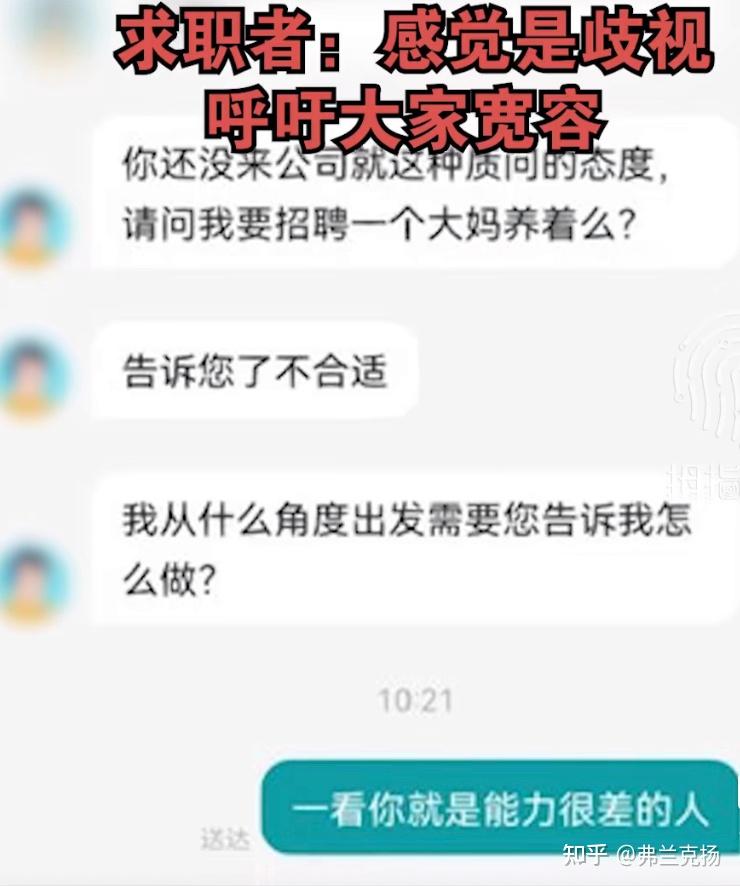 求职者：感觉是歧视
呼吁大家宽容
你还没来公司就这种质问的态度，
请问我要招聘一个大妈养着么？
告诉您了不合适
我从什么角度出发需要您告诉我怎
么做？
10:21
一看你就是能力很差的人
送达
知乎 @弗兰克扬